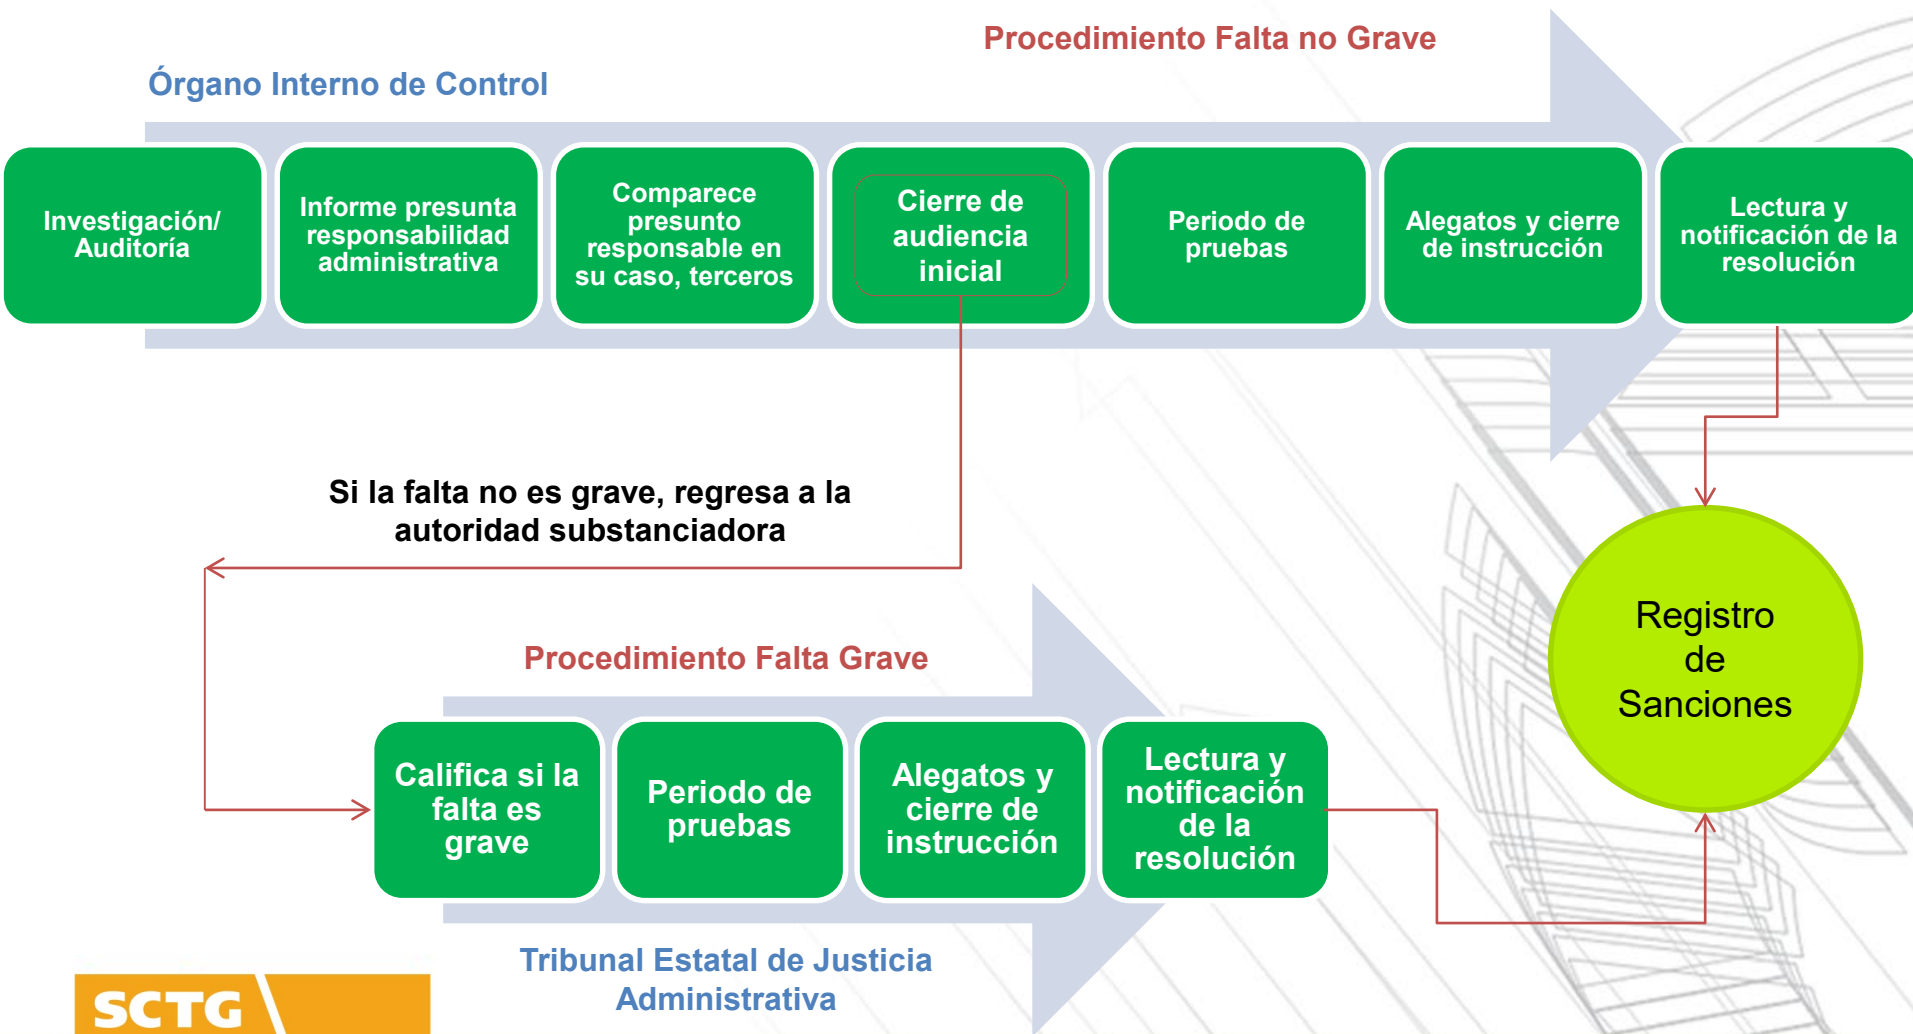 Procedimiento Falta no Grave
Órgano Interno de Control
Investigación/
Auditoría
Informe presunta
responsabilidad
administrativa
Comparece
presunto
responsable en
su caso, terceros
Cierre de
audiencia
inicial
Periodo de
pruebas
Alegatos y cierre
de instrucción
Lectura y
notificación de la
resolución
Si la falta no es grave, regresa a la
autoridad substanciadora
Procedimiento Falta Grave
Califica si la
falta es
grave
Periodo de
pruebas
Alegatos y
cierre de
instrucción
Lectura y
notificación
de la
resolución
Registro
de
Sanciones
Tribunal Estatal de Justicia
Administrativa
SCTG